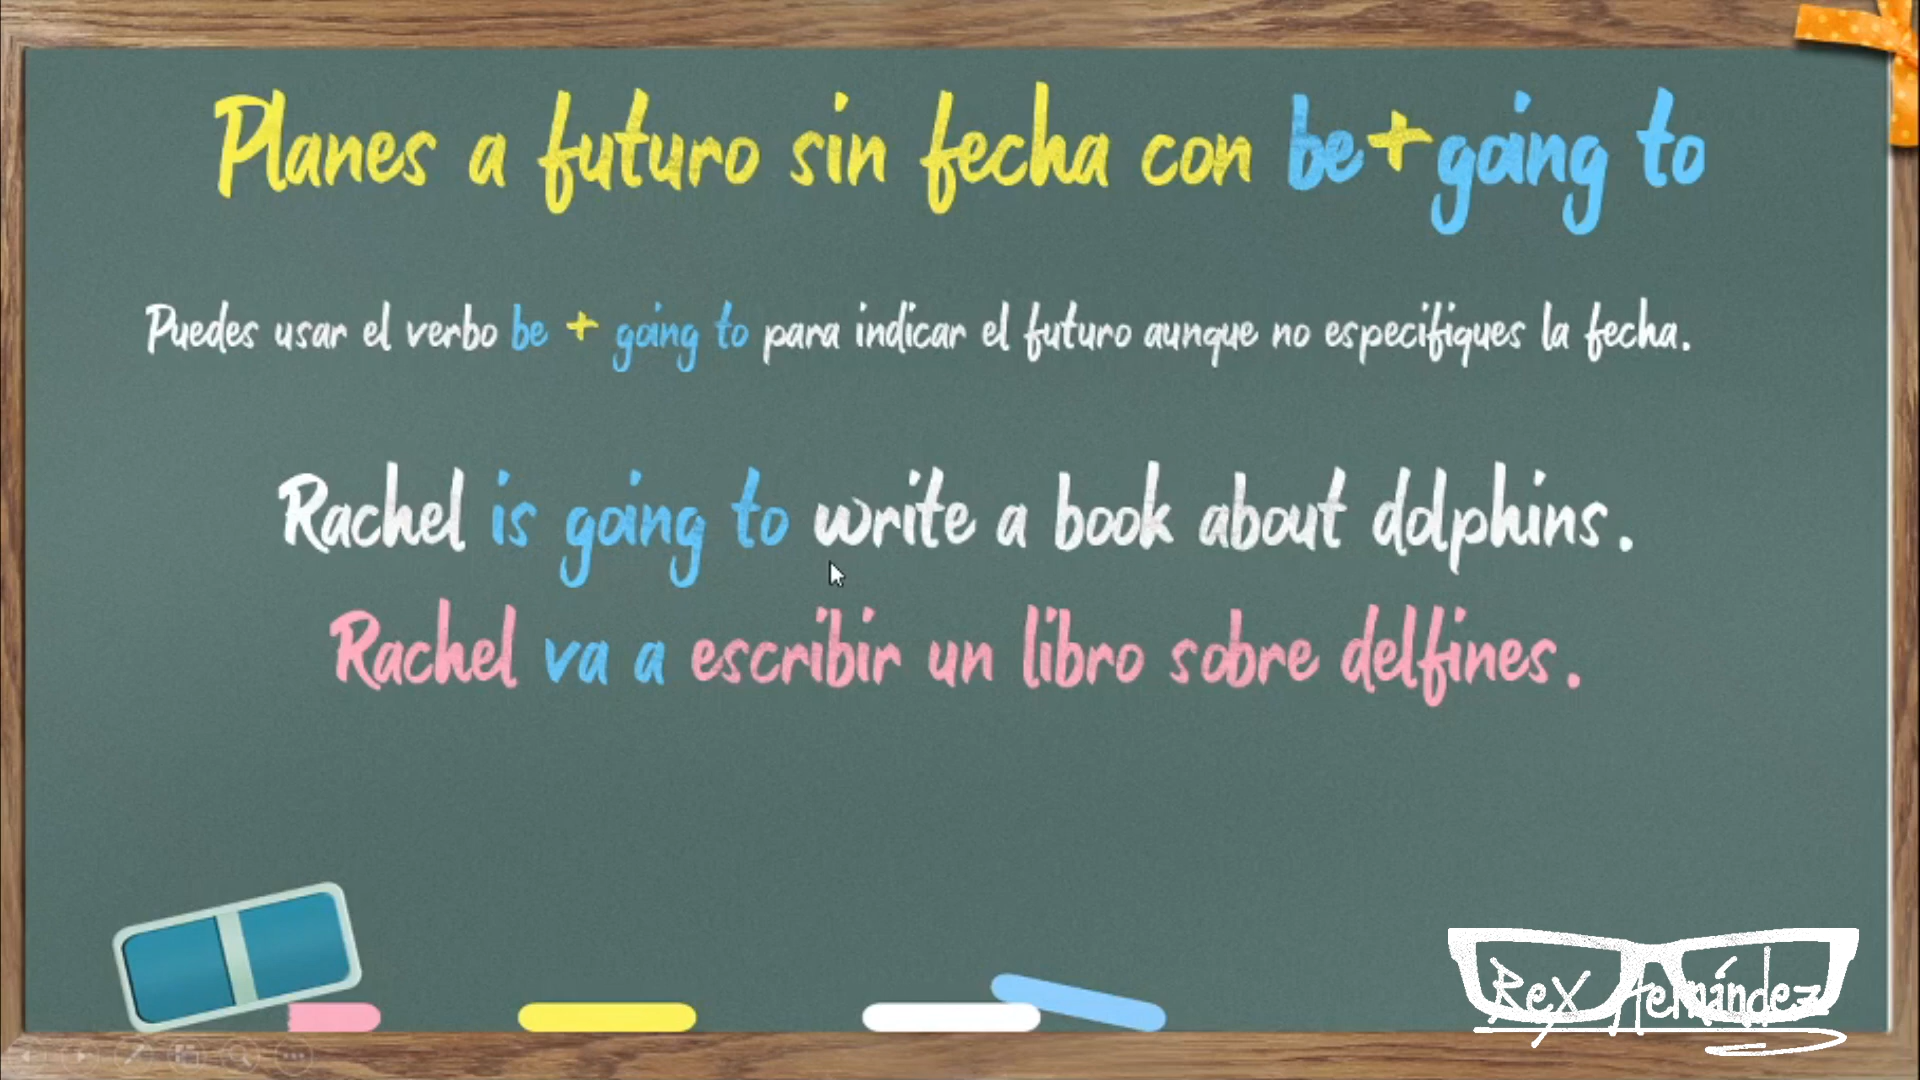 Planes a futuro sin fecha con be+going to
Puedes usar el verbo be + going to para indicar el futuro aunque no especifiques la fecha.
Rachel is going to write a book about dolphins.
Rachel va a escribir un libro sobre delfines.
Rex Hernández